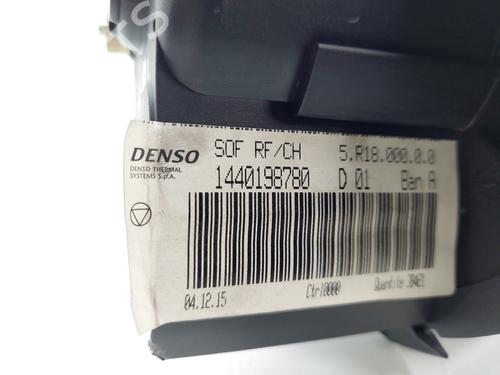 DENSO
DENSO THERMAL
SYSTEMS S.p.A.
SOF RF/CH 5.R18.000.0.0
1440198780 D 01 Ban A
04.12.15 Ctrl0000 Quantite 38421